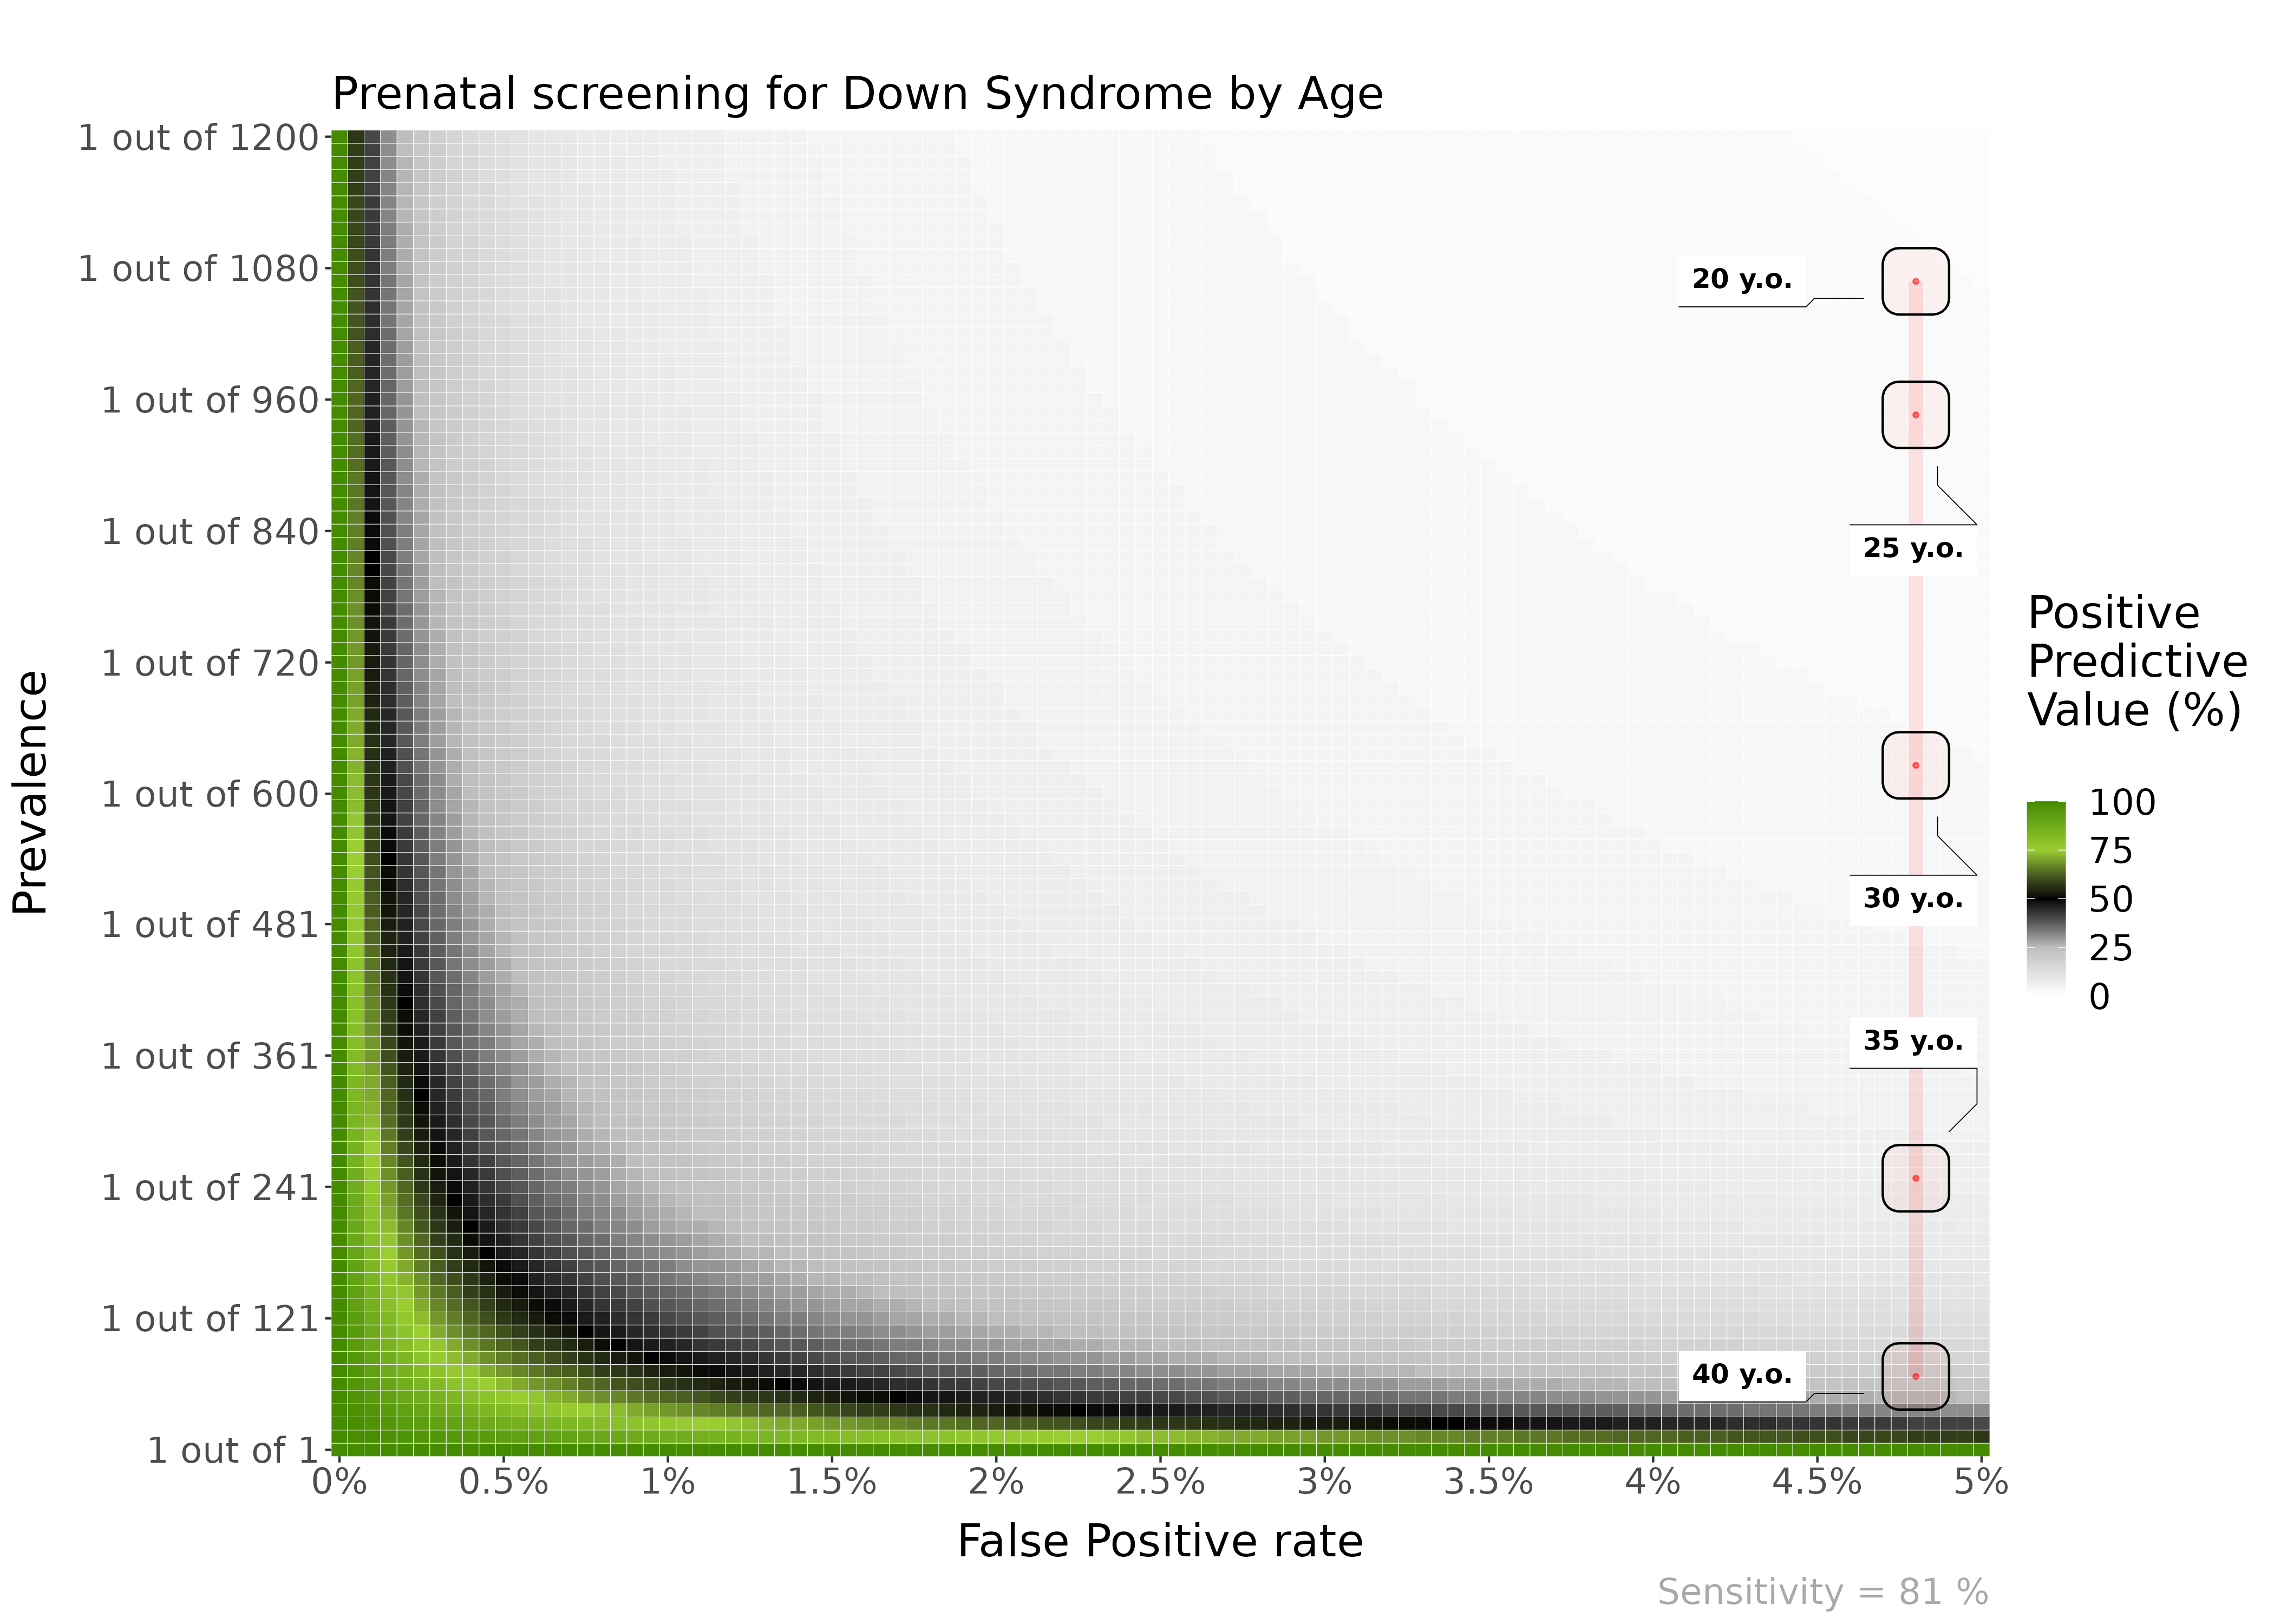 Prenatal screening for Down Syndrome by Age
1 out of 1200
1 out of 1080
1 out of 960
1 out of 840
1 out of 720
1 out of 600
1 out of 481
1 out of 361
1 out of 241
1 out of 121
1 out of 1
Prevalence
20 y.o.
25 y.o.
30 y.o.
35 y.o.
40 y.o.
0% 0.5% 1% 1.5% 2% 2.5% 3% 3.5% 4% 4.5% 5%
False Positive rate
Positive
Predictive
Value (%)
100
75
50
25
0
Sensitivity = 81 %